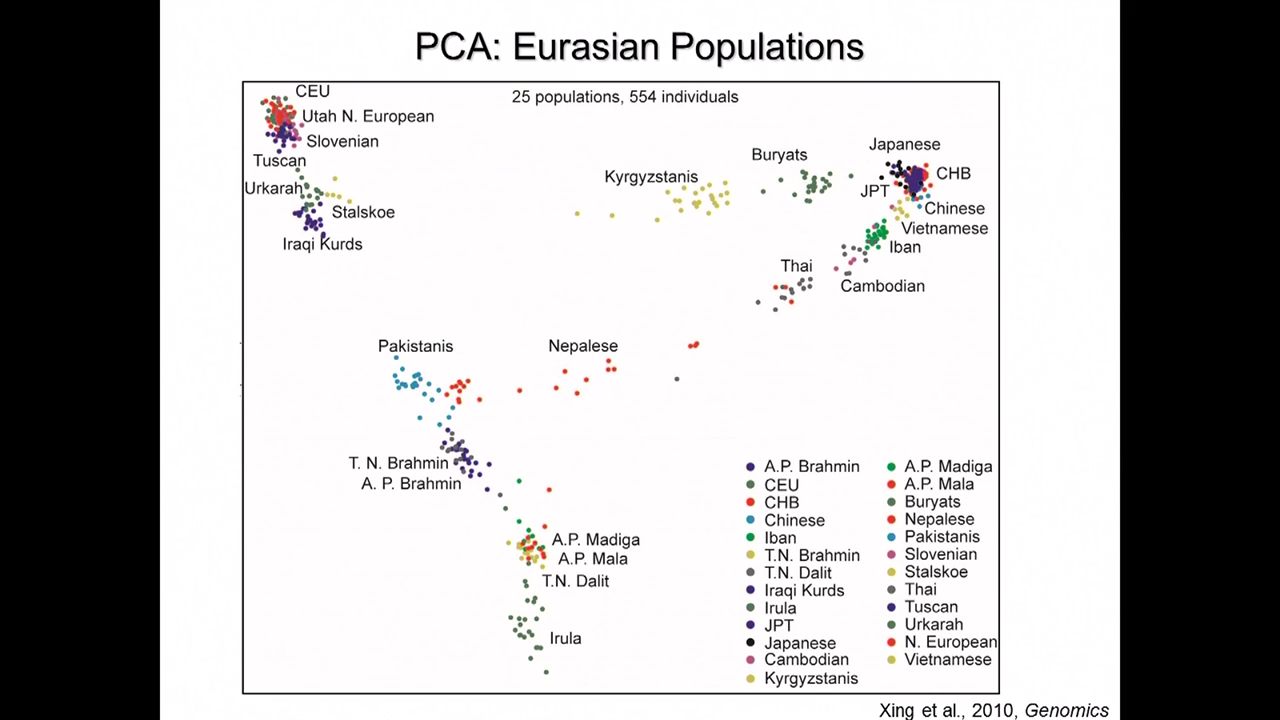 PCA: Eurasian Populations
25 populations, 554 individuals
CEU
Utah N. European
Slovenian
Tuscan
Urkarah
Stalskoe
Iraqi Kurds
Kyrgyzstanis
Buryats
Japanese
CHB
JPT
Chinese
Vietnamese
Iban
Cambodian
Thai
Pakistanis
Nepalese
T. N. Brahmin
A. P. Brahmin
A.P. Madiga
A.P. Mala
T.N. Dalit
Irula
A.P. Brahmin
CEU
CHB
Chinese
Iban
T.N. Brahmin
T.N. Dalit
Iraqi Kurds
Irula
JPT
Japanese
Cambodian
Kyrgyzstanis
A.P. Madiga
A.P. Mala
Buryats
Nepalese
Pakistanis
Slovenian
Stalskoe
Thai
Tuscan
Urkarah
N. European
Vietnamese
Xing et al., 2010, Genomics